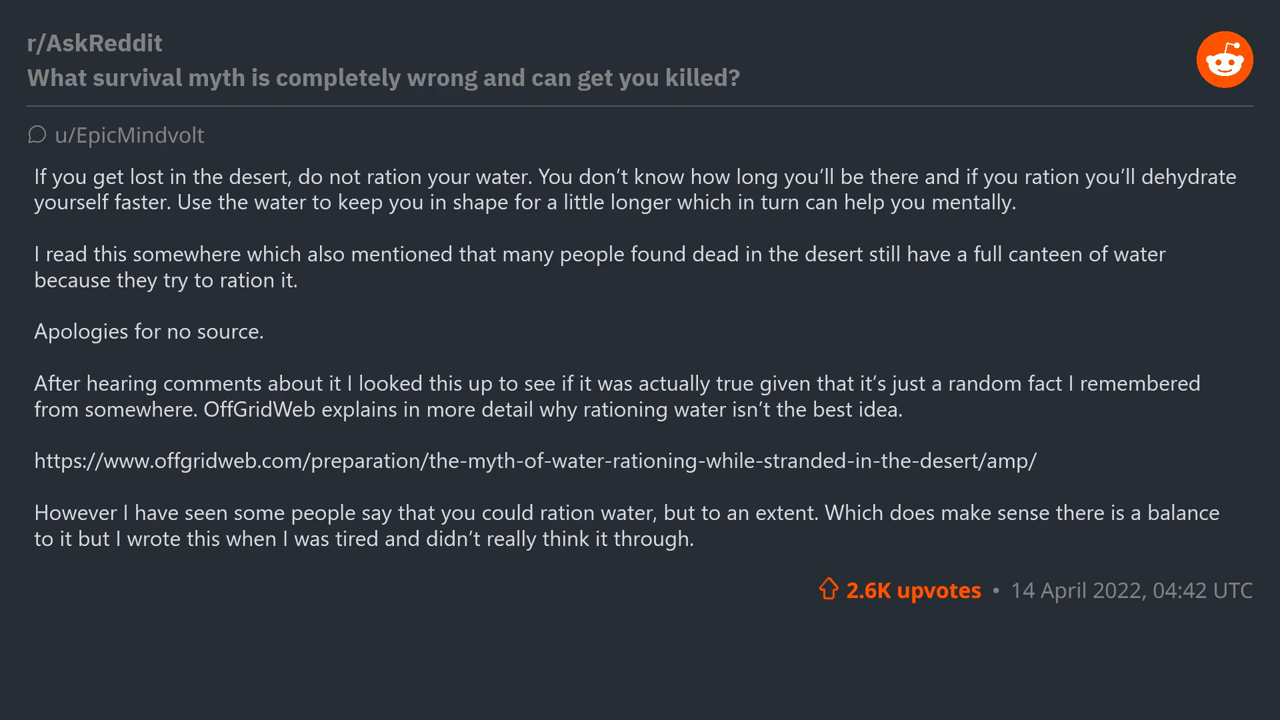 r/AskReddit
What survival myth is completely wrong and can get you killed?
u/EpicMindvolt
If you get lost in the desert, do not ration your water. You don’t know how long you’ll be there and if you ration you’ll dehydrate
yourself faster. Use the water to keep you in shape for a little longer which in turn can help you mentally.
I read this somewhere which also mentioned that many people found dead in the desert still have a full canteen of water
because they try to ration it.
Apologies for no source.
After hearing comments about it I looked this up to see if it was actually true given that it’s just a random fact I remembered
from somewhere. OffGridWeb explains in more detail why rationing water isn’t the best idea.
https://www.offgridweb.com/preparation/the-myth-of-water-rationing-while-stranded-in-the-desert/amp/
However I have seen some people say that you could ration water, but to an extent. Which does make sense there is a balance
to it but I wrote this when I was tired and didn’t really think it through.
2.6K upvotes • 14 April 2022, 04:42 UTC